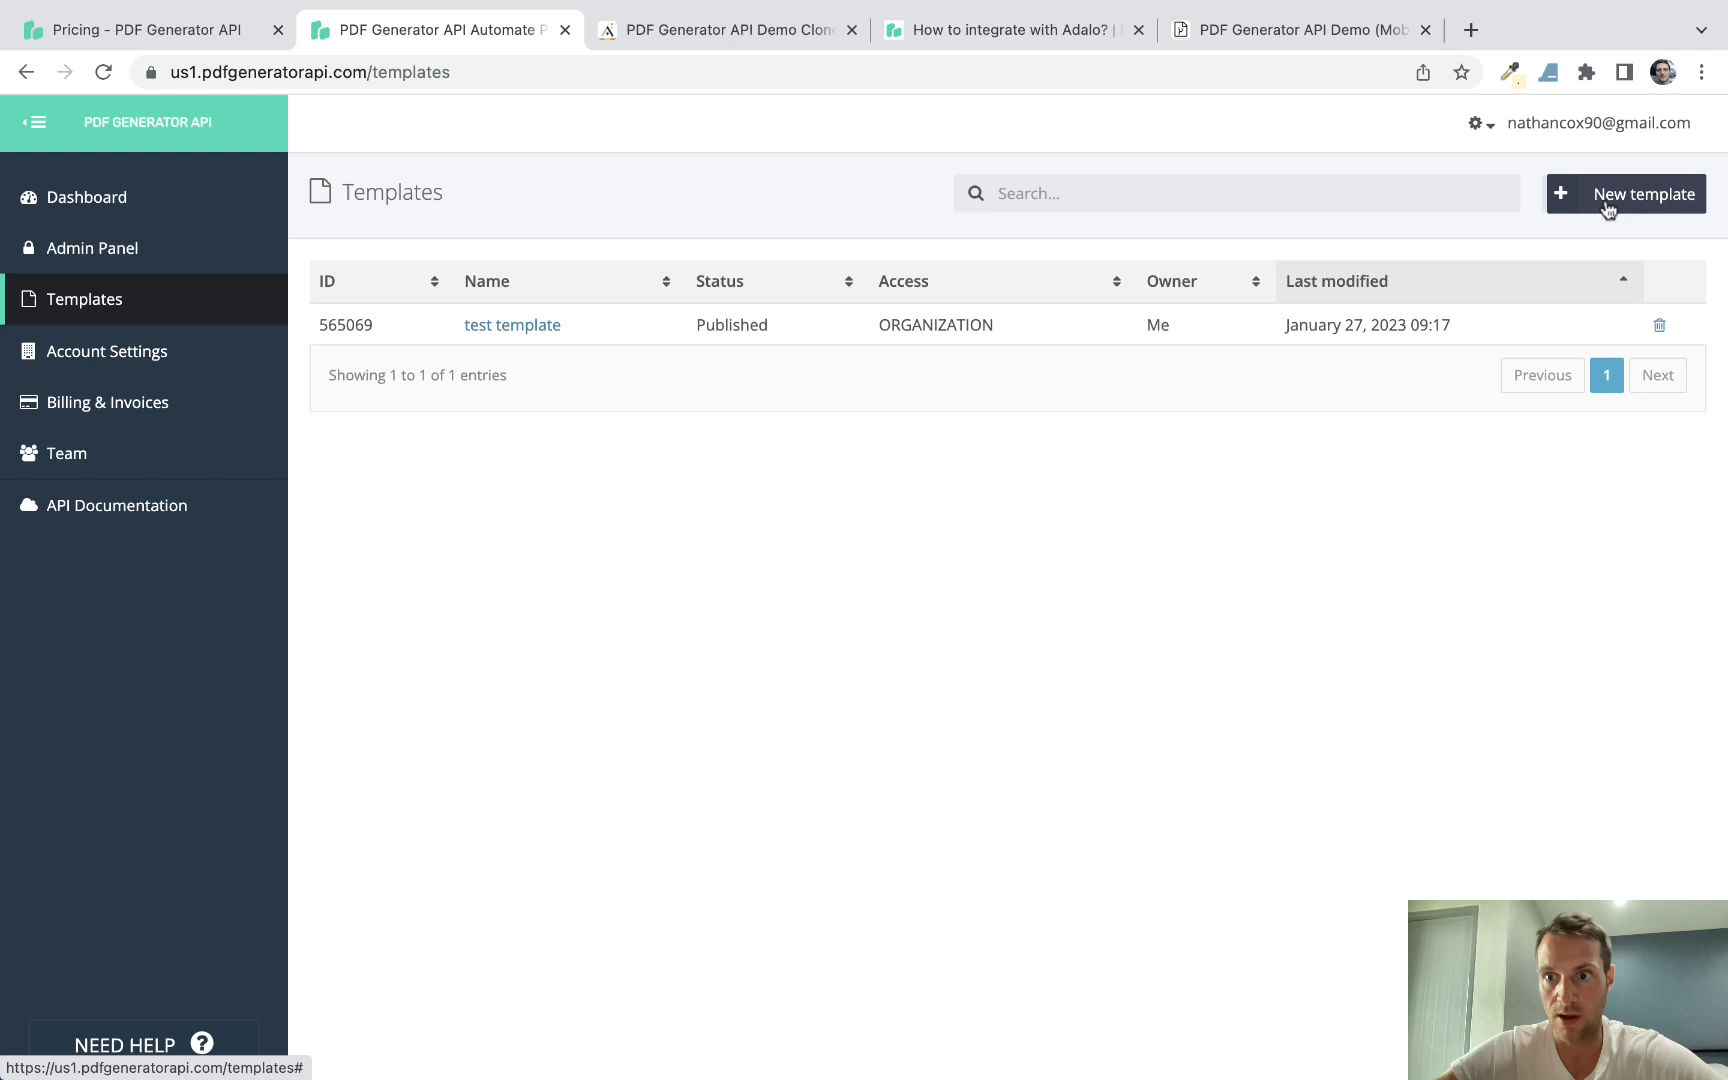 Pricing - PDF Generator API
PDF Generator API Automate P
PDF Generator API Demo Clone
How to integrate with Adalo? |
PDF Generator API Demo (Mob
us1.pdfgeneratorapi.com/templates
PDF GENERATOR API
nathancox90@gmail.com
Dashboard
Admin Panel
Templates
Account Settings
Billing & Invoices
Team
API Documentation
NEED HELP ?
https://us1.pdfgeneratorapi.com/templates#
Templates
Search...
New template
ID Name Status Access Owner Last modified
565069 test template Published ORGANIZATION Me January 27, 2023 09:17
Showing 1 to 1 of 1 entries
Previous 1 Next